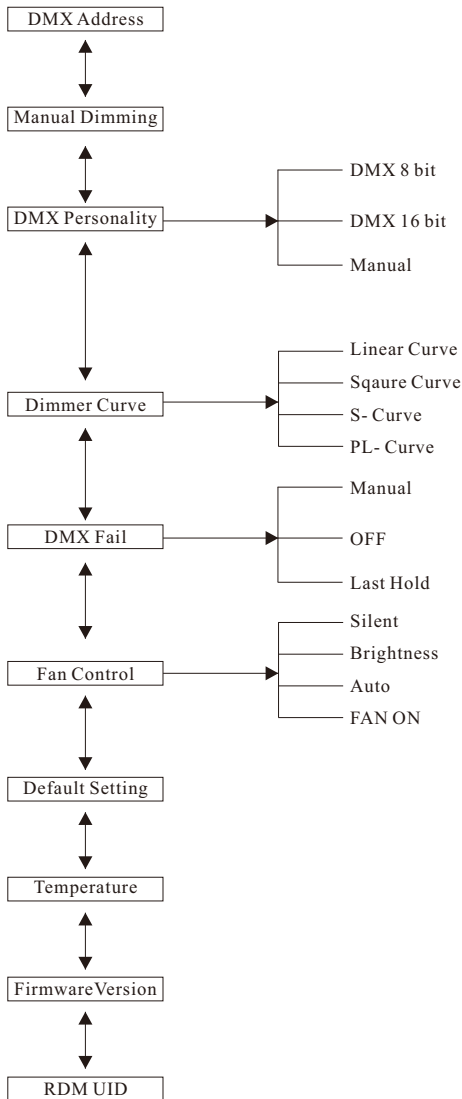 DMX Address
Manual Dimming
DMX Personality
DMX 8 bit
DMX 16 bit
Manual
Dimmer Curve
Linear Curve
Sqaure Curve
S- Curve
PL- Curve
DMX Fail
Manual
OFF
Last Hold
Fan Control
Silent
Brightness
Auto
FAN ON
Default Setting
Temperature
FirmwareVersion
RDM UID